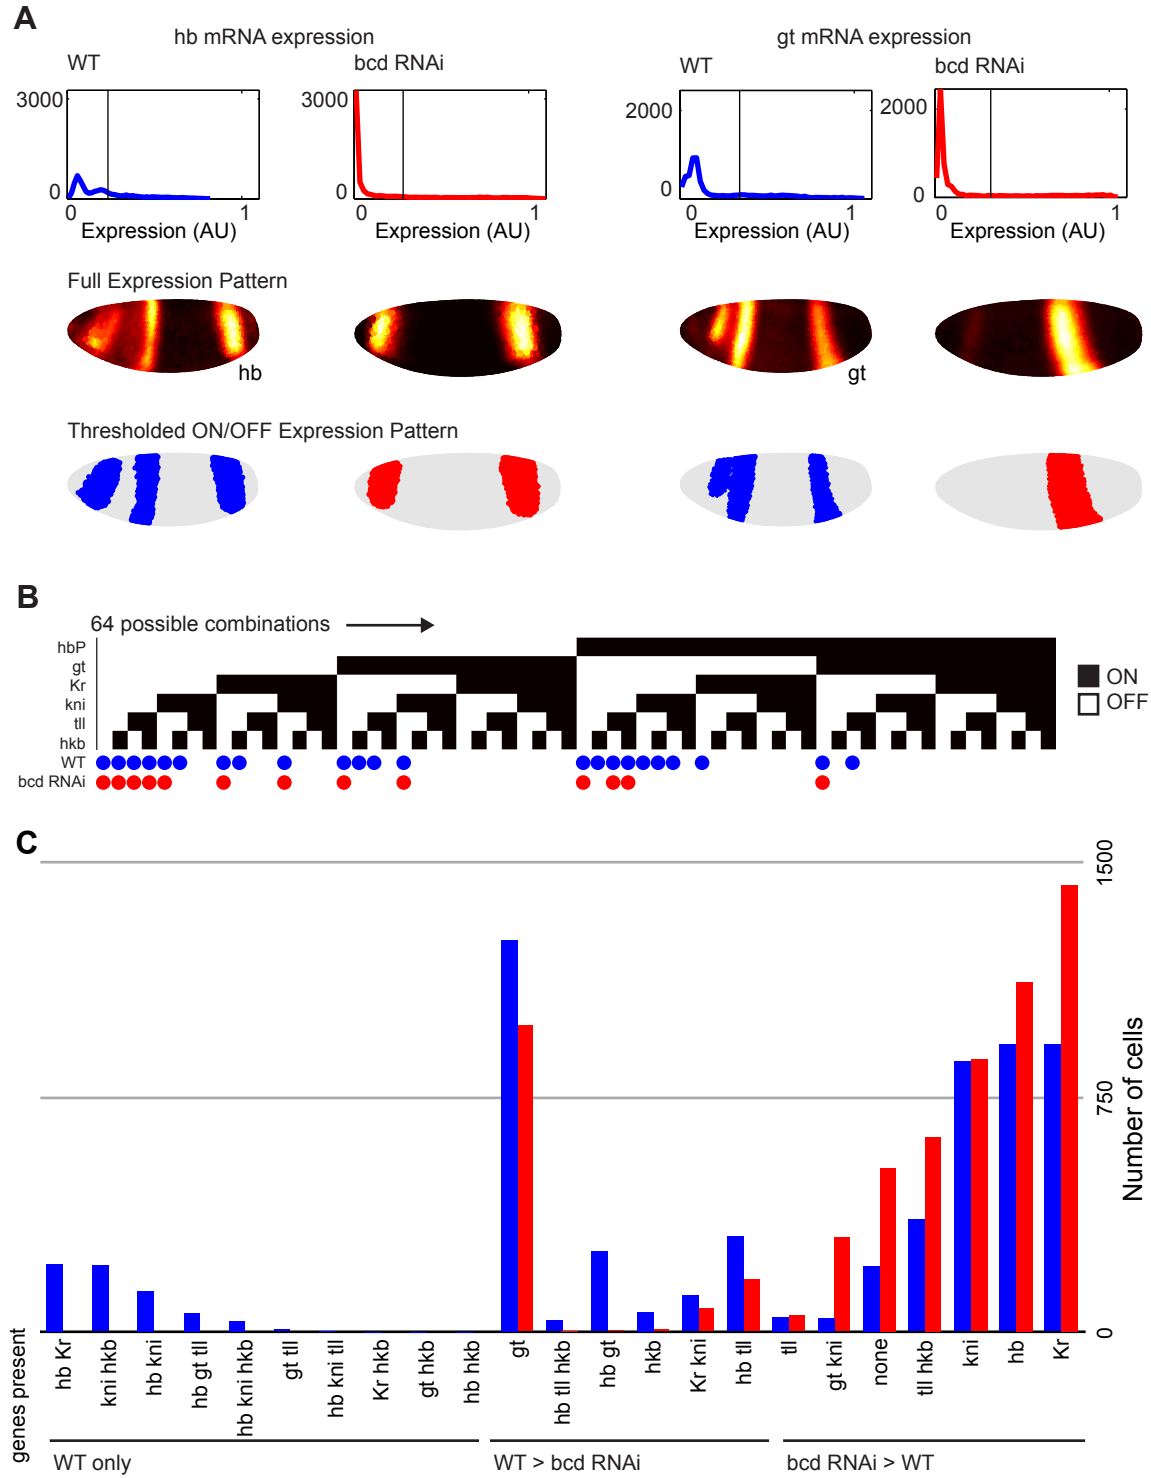 A
hb mRNA expression
gt mRNA expression
WT
bcd RNAi
WT
bcd RNAi
3000
0
0
1
Expression (AU)
3000
0
0
1
Expression (AU)
2000
0
0
1
Expression (AU)
2000
0
0
1
Expression (AU)
Full Expression Pattern
hb
gt
Thresholded ON/OFF Expression Pattern
B
64 possible combinations
hbP
gt
Kr
kni
tll
hkb
WT
bcd RNAi
ON
OFF
C
1500
750
0
Number of cells
genes present
hb Kr
kni hkb
hb kni
hb gt tll
hb kni hkb
gt tll
hb kni tll
Kr hkb
gt hkb
hb hkb
gt
hb tll hkb
hb gt
hkb
Kr kni
hb tll
tll
gt kni
none
tll hkb
kni
hb
Kr
WT only
WT > bcd RNAi
bcd RNAi > WT